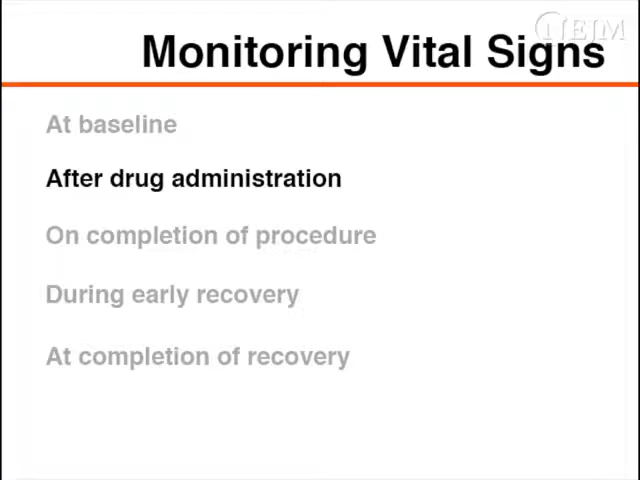 NEJM
Monitoring Vital Signs
At baseline
After drug administration
On completion of procedure
During early recovery
At completion of recovery